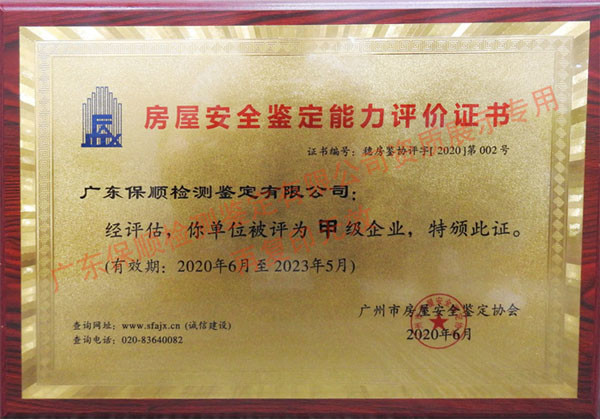 房屋安全鉴定能力评价证书
证书编号：穗房鉴协评字[2020]第002号
广东保顺检测鉴定有限公司：
经评估，你单位被评为 甲 级企业，特颁此证。
(有效期：2020年6月至2023年5月)
广州市房屋安全鉴定协会
2020年6月
查询网址：www.sfajx.cn (诚信建设)
查询电话：020-83640082